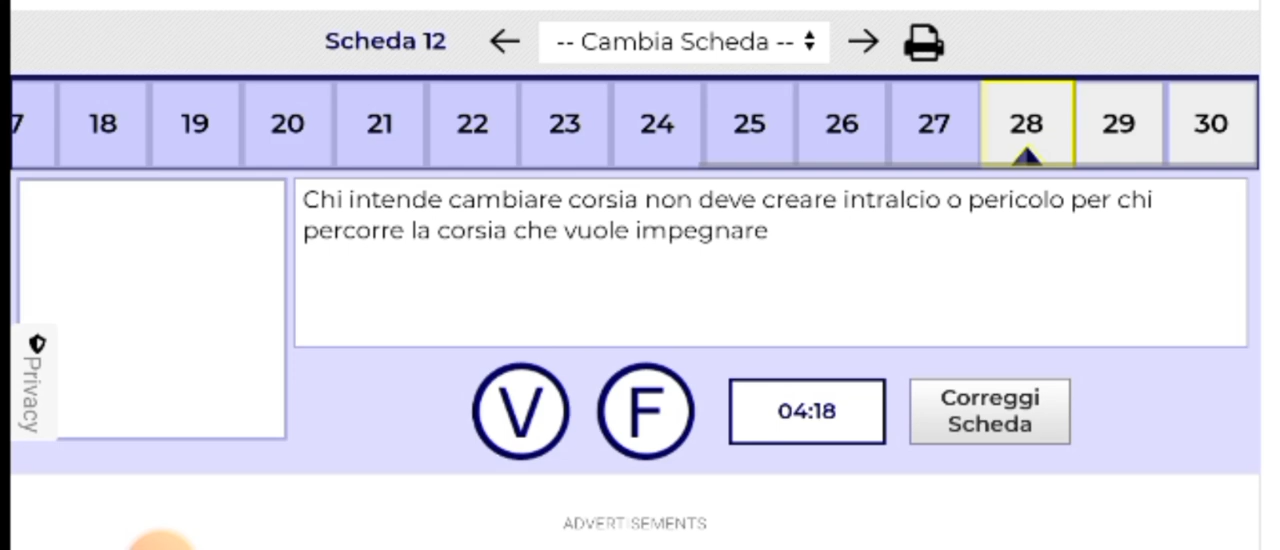 Scheda 12 ← -- Cambia Scheda -- →
7 18 19 20 21 22 23 24 25 26 27 28 29 30
Chi intende cambiare corsia non deve creare intralcio o pericolo per chi
percorre la corsia che vuole impegnare
Privacy
V F 04:18 Correggi
Scheda
ADVERTISEMENTS